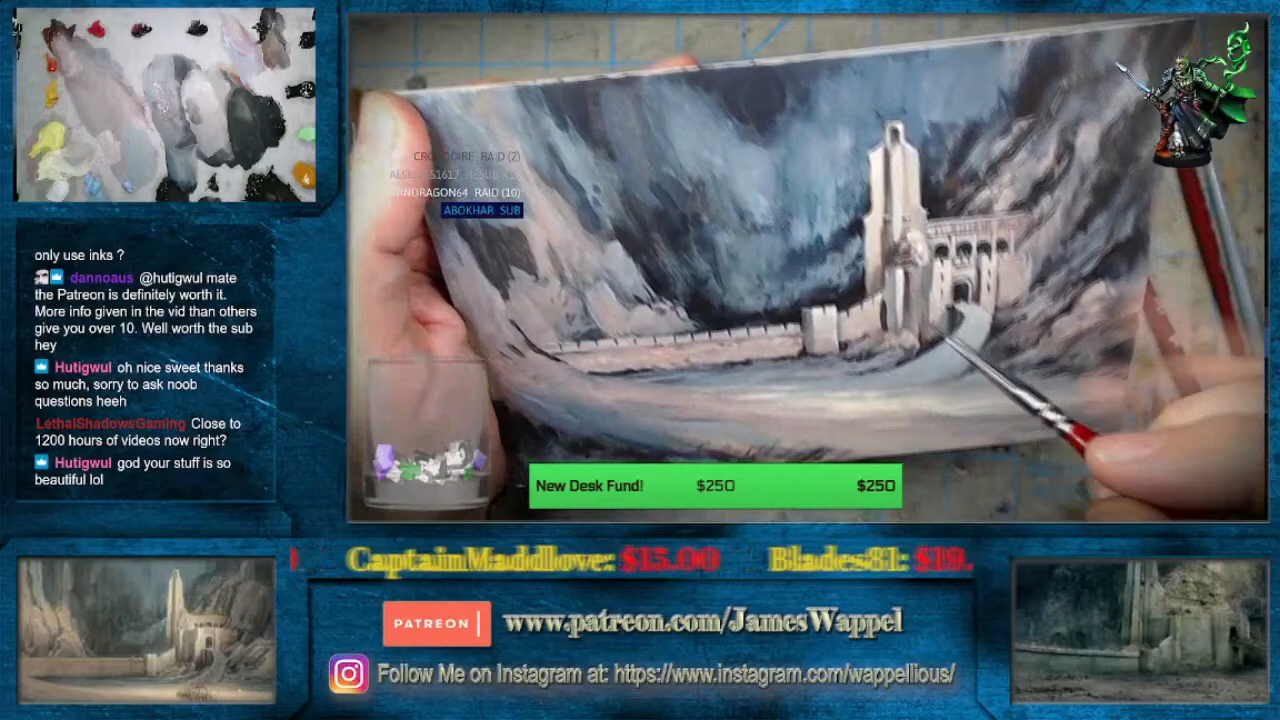 only use inks ?
dannoaus @hutigwul mate
the Patreon is definitely worth it.
More info given in the vid than others
give you over 10. Well worth the sub
hey
Hutigwul oh nice sweet thanks
so much, sorry to ask noob
questions heeh
LethalShadowsGaming Close to
1200 hours of videos now right?
Hutigwul god your stuff is so
beautiful lol
RAID (2)
RAID (10)
ABOKHAR SUB
New Desk Fund! $250 $250
CaptainMaddlove: $15.00 Blades81: $19.
PATREON
www.patreon.com/JamesWappel
Follow Me on Instagram at: https://www.instagram.com/wappellious/